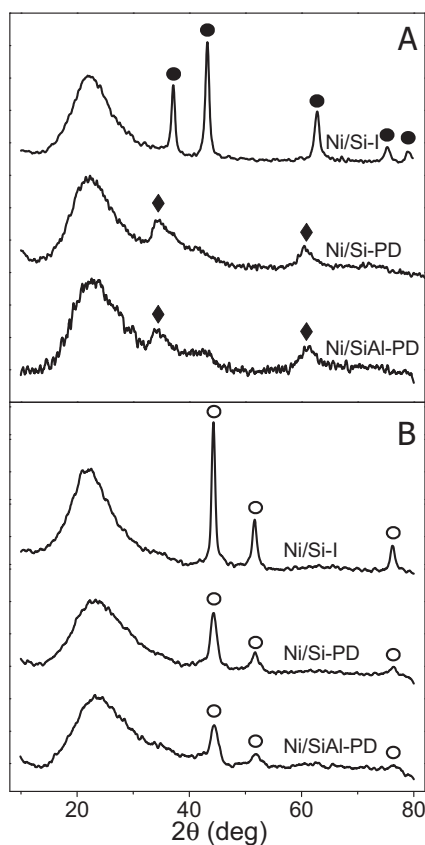 A
Ni/Si-I
Ni/Si-PD
Ni/SiAl-PD
B
Ni/Si-I
Ni/Si-PD
Ni/SiAl-PD
20 40 60 80
2θ (deg)